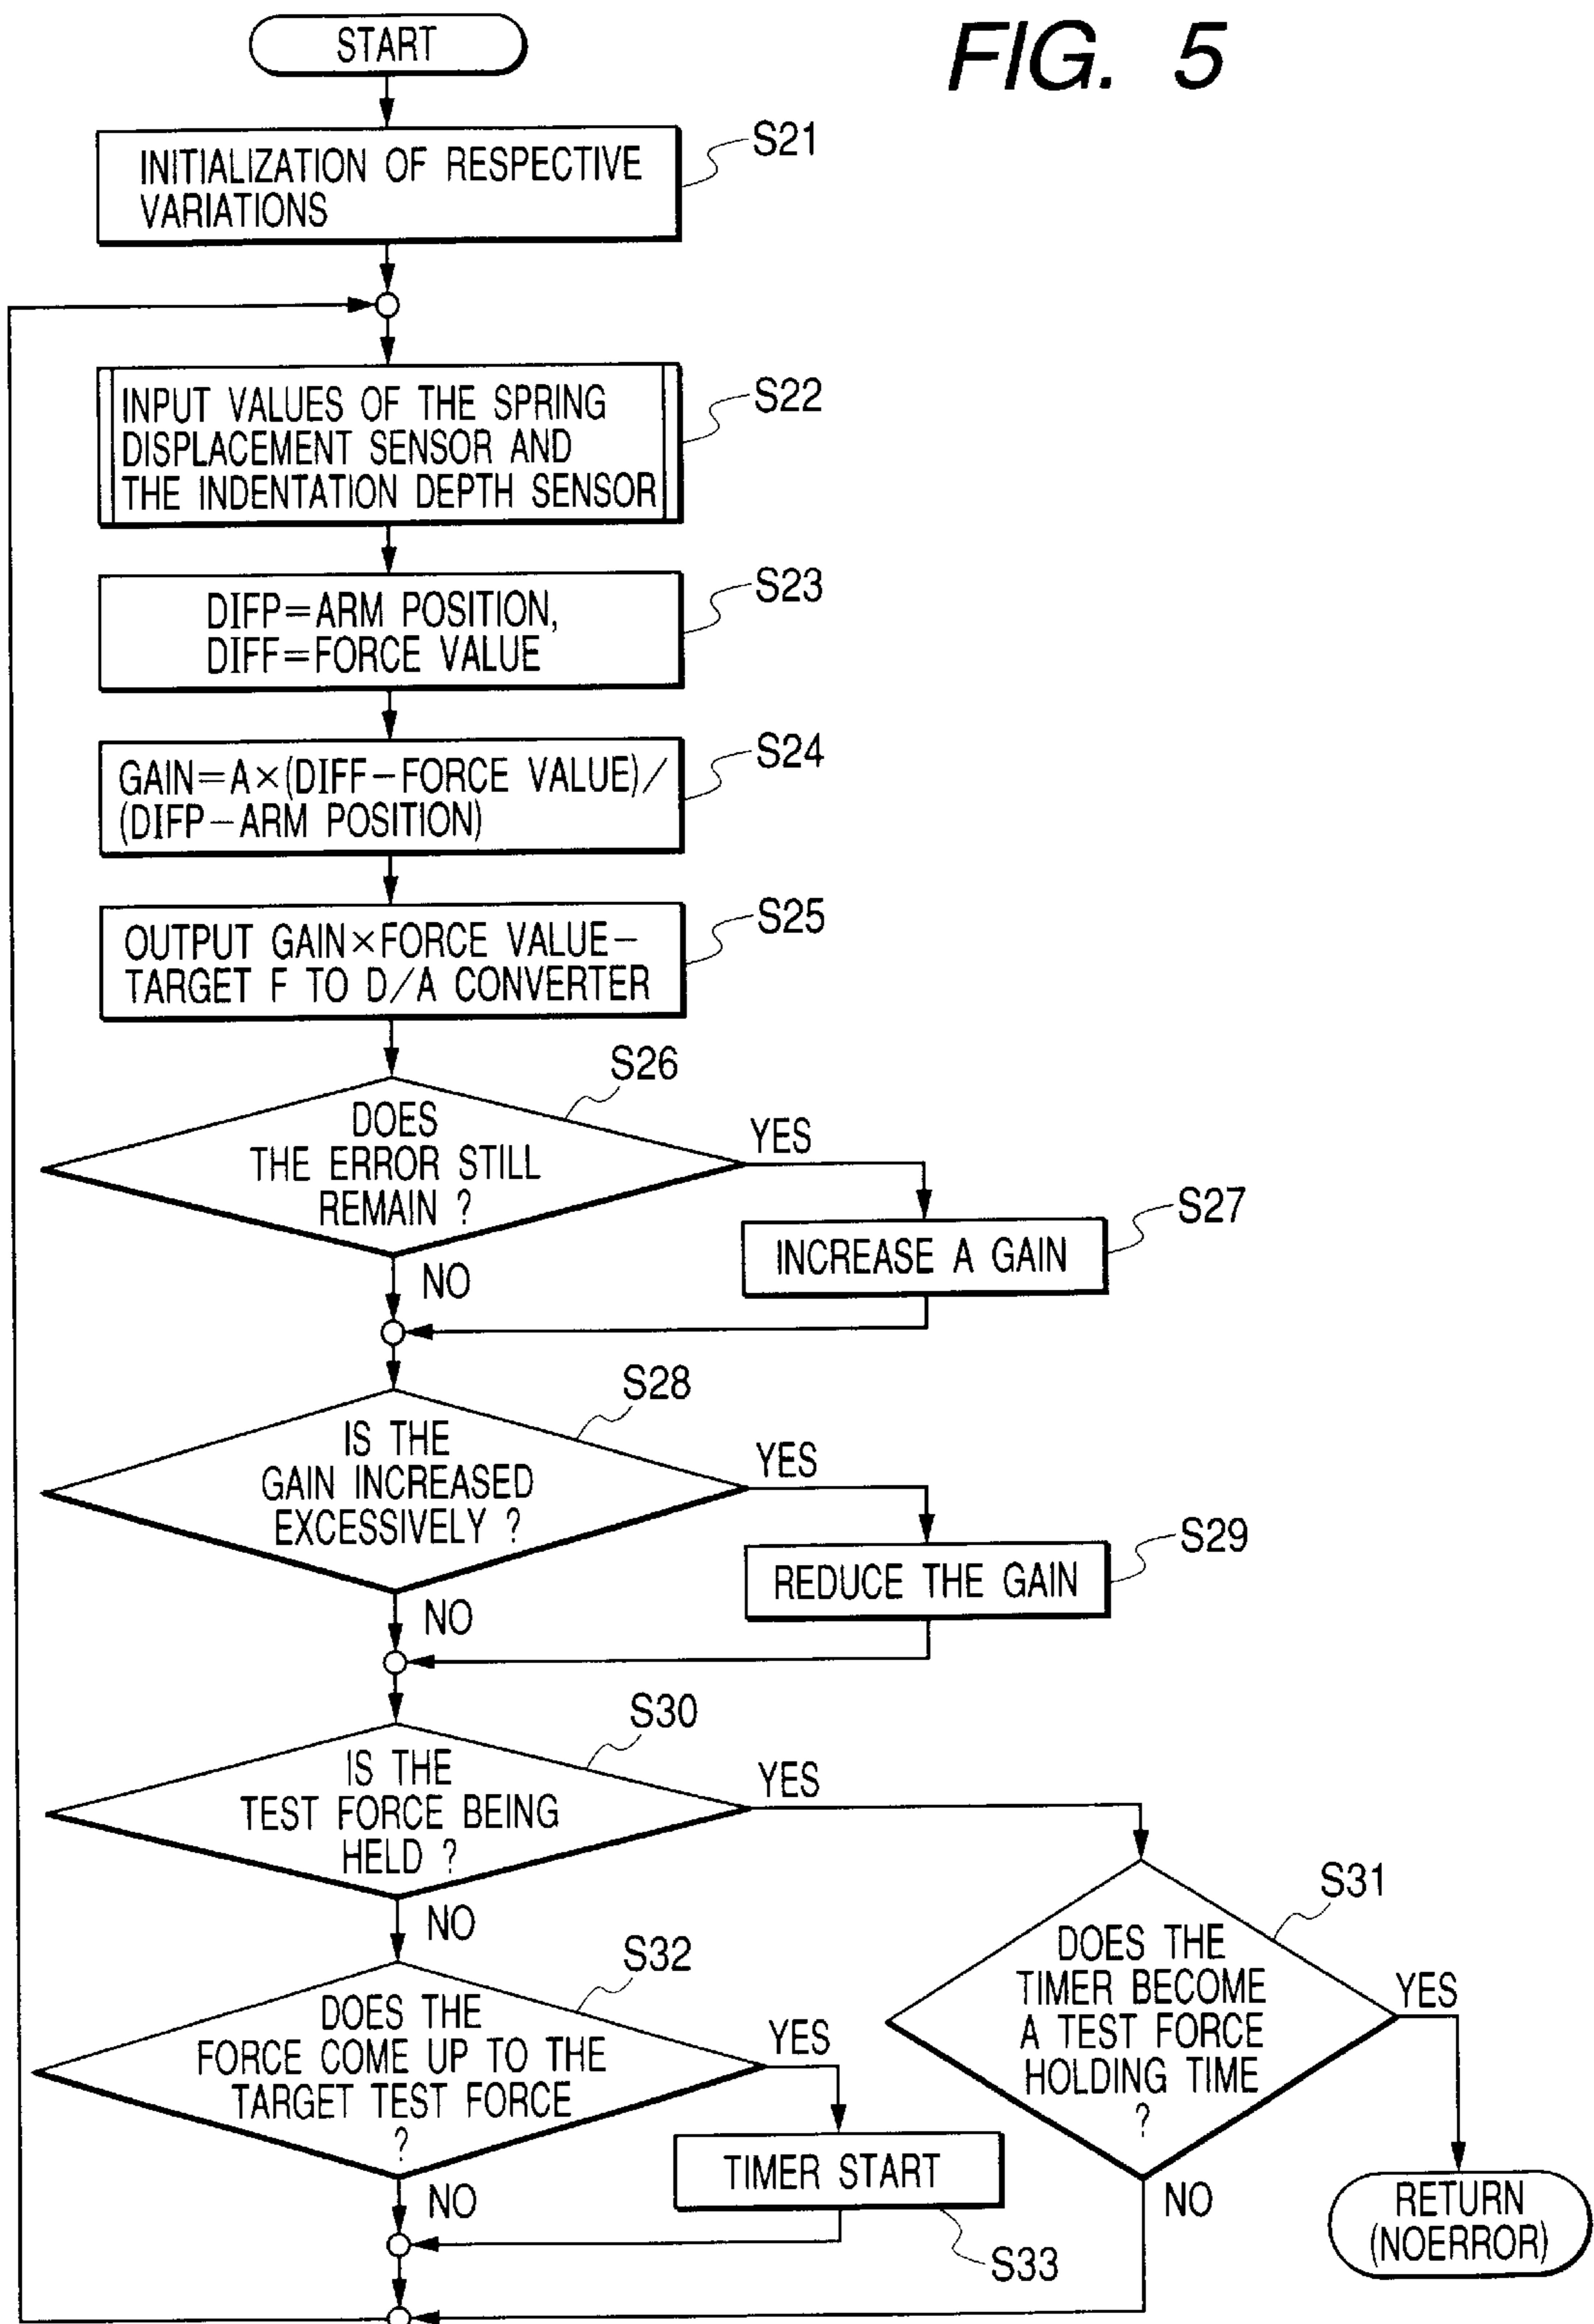 FIG. 5
START
S21
INITIALIZATION OF RESPECTIVE
VARIATIONS
S22
INPUT VALUES OF THE SPRING
DISPLACEMENT SENSOR AND
THE INDENTATION DEPTH SENSOR
S23
DIFP=ARM POSITION,
DIFF=FORCE VALUE
S24
GAIN=A×(DIFF−FORCE VALUE)/
(DIFP−ARM POSITION)
S25
OUTPUT GAIN×FORCE VALUE−
TARGET F TO D/A CONVERTER
S26
DOES
THE ERROR STILL
REMAIN ?
YES
NO
S27
INCREASE A GAIN
S28
IS THE
GAIN INCREASED
EXCESSIVELY ?
YES
NO
S29
REDUCE THE GAIN
S30
IS THE
TEST FORCE BEING
HELD ?
YES
NO
S31
DOES THE
TIMER BECOME
A TEST FORCE
HOLDING TIME
?
YES
NO
S32
DOES THE
FORCE COME UP TO THE
TARGET TEST FORCE
?
YES
NO
TIMER START
S33
RETURN
(NOERROR)